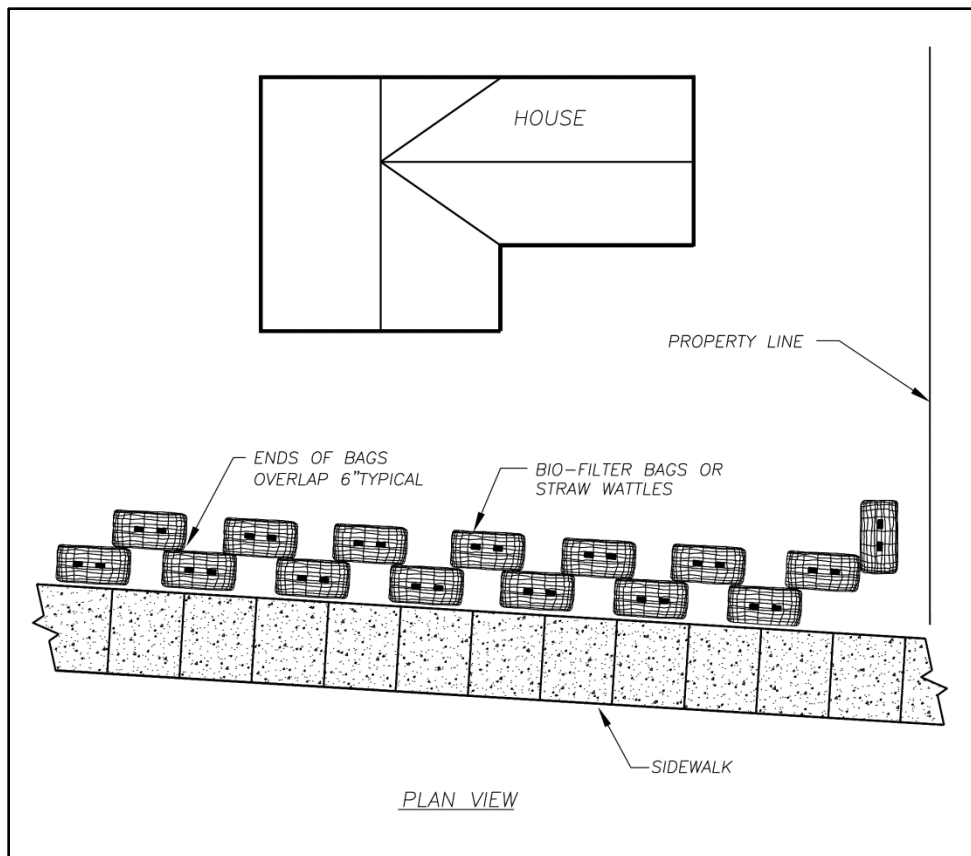 HOUSE
PROPERTY LINE
ENDS OF BAGS
OVERLAP 6"TYPICAL
BIO-FILTER BAGS OR
STRAW WATTLES
SIDEWALK
PLAN VIEW